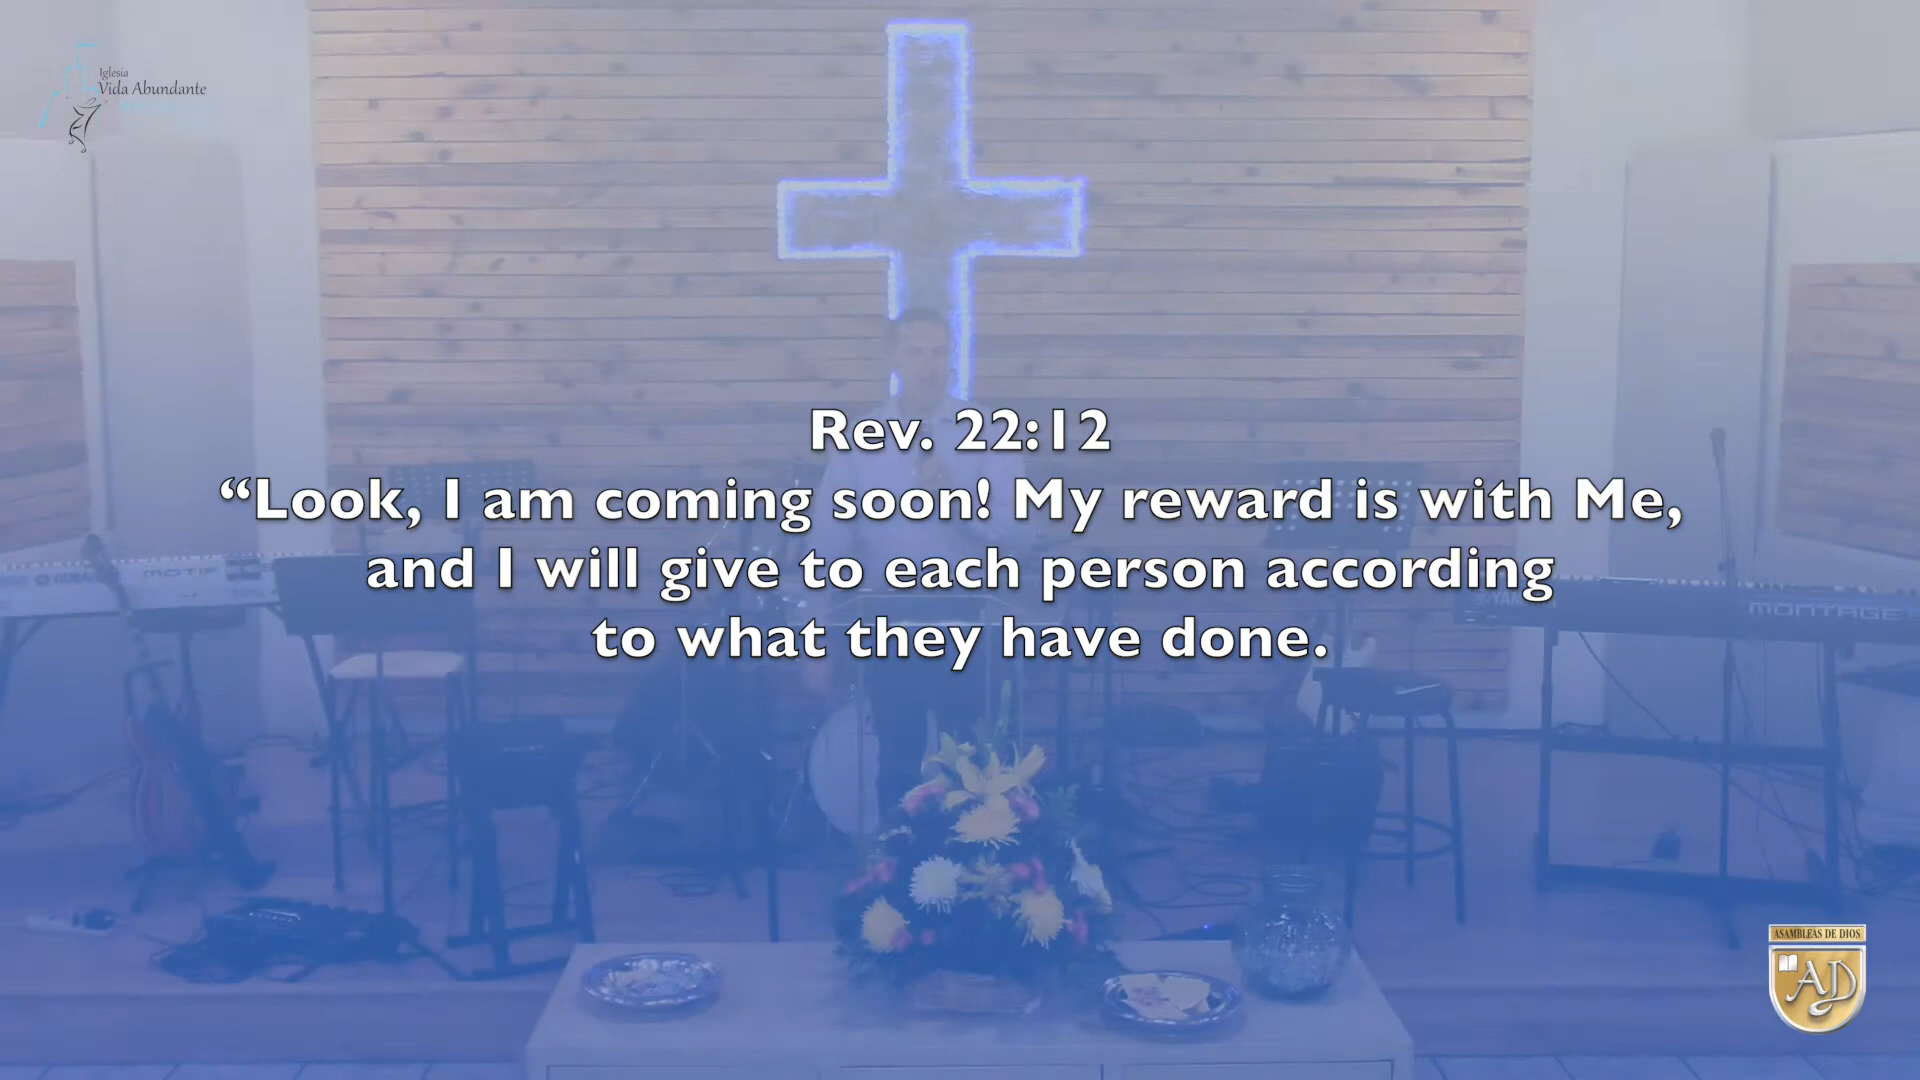 Iglesia
Vida Abundante
Rev. 22:12
“Look, I am coming soon! My reward is with Me,
and I will give to each person according
to what they have done.
MOTIF
MONTAGE
ASAMBLEAS DE DIOS
AD